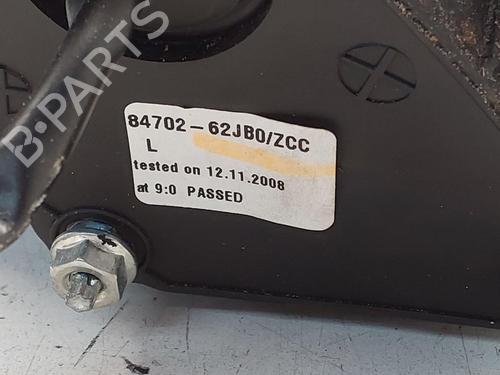 B-PARTS
84702-62JB0/ZCC
L
tested on 12.11.2008
at 9:0 PASSED